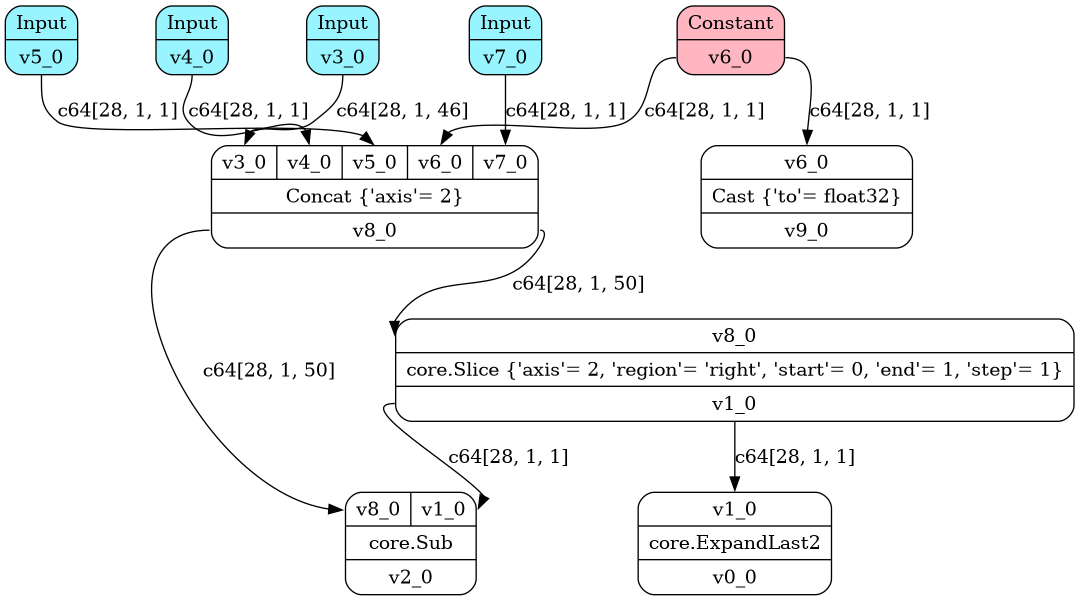 Input
v5_0
Input
v4_0
Input
v3_0
Input
v7_0
Constant
v6_0
c64[28, 1, 1]
c64[28, 1, 1]
c64[28, 1, 46]
c64[28, 1, 1]
c64[28, 1, 1]
c64[28, 1, 1]
v3_0 v4_0 v5_0 v6_0 v7_0
Concat {'axis'= 2}
v8_0
v6_0
Cast {'to'= float32}
v9_0
c64[28, 1, 50]
c64[28, 1, 50]
v8_0
core.Slice {'axis'= 2, 'region'= 'right', 'start'= 0, 'end'= 1, 'step'= 1}
v1_0
c64[28, 1, 1]
c64[28, 1, 1]
v8_0 v1_0
core.Sub
v2_0
v1_0
core.ExpandLast2
v0_0